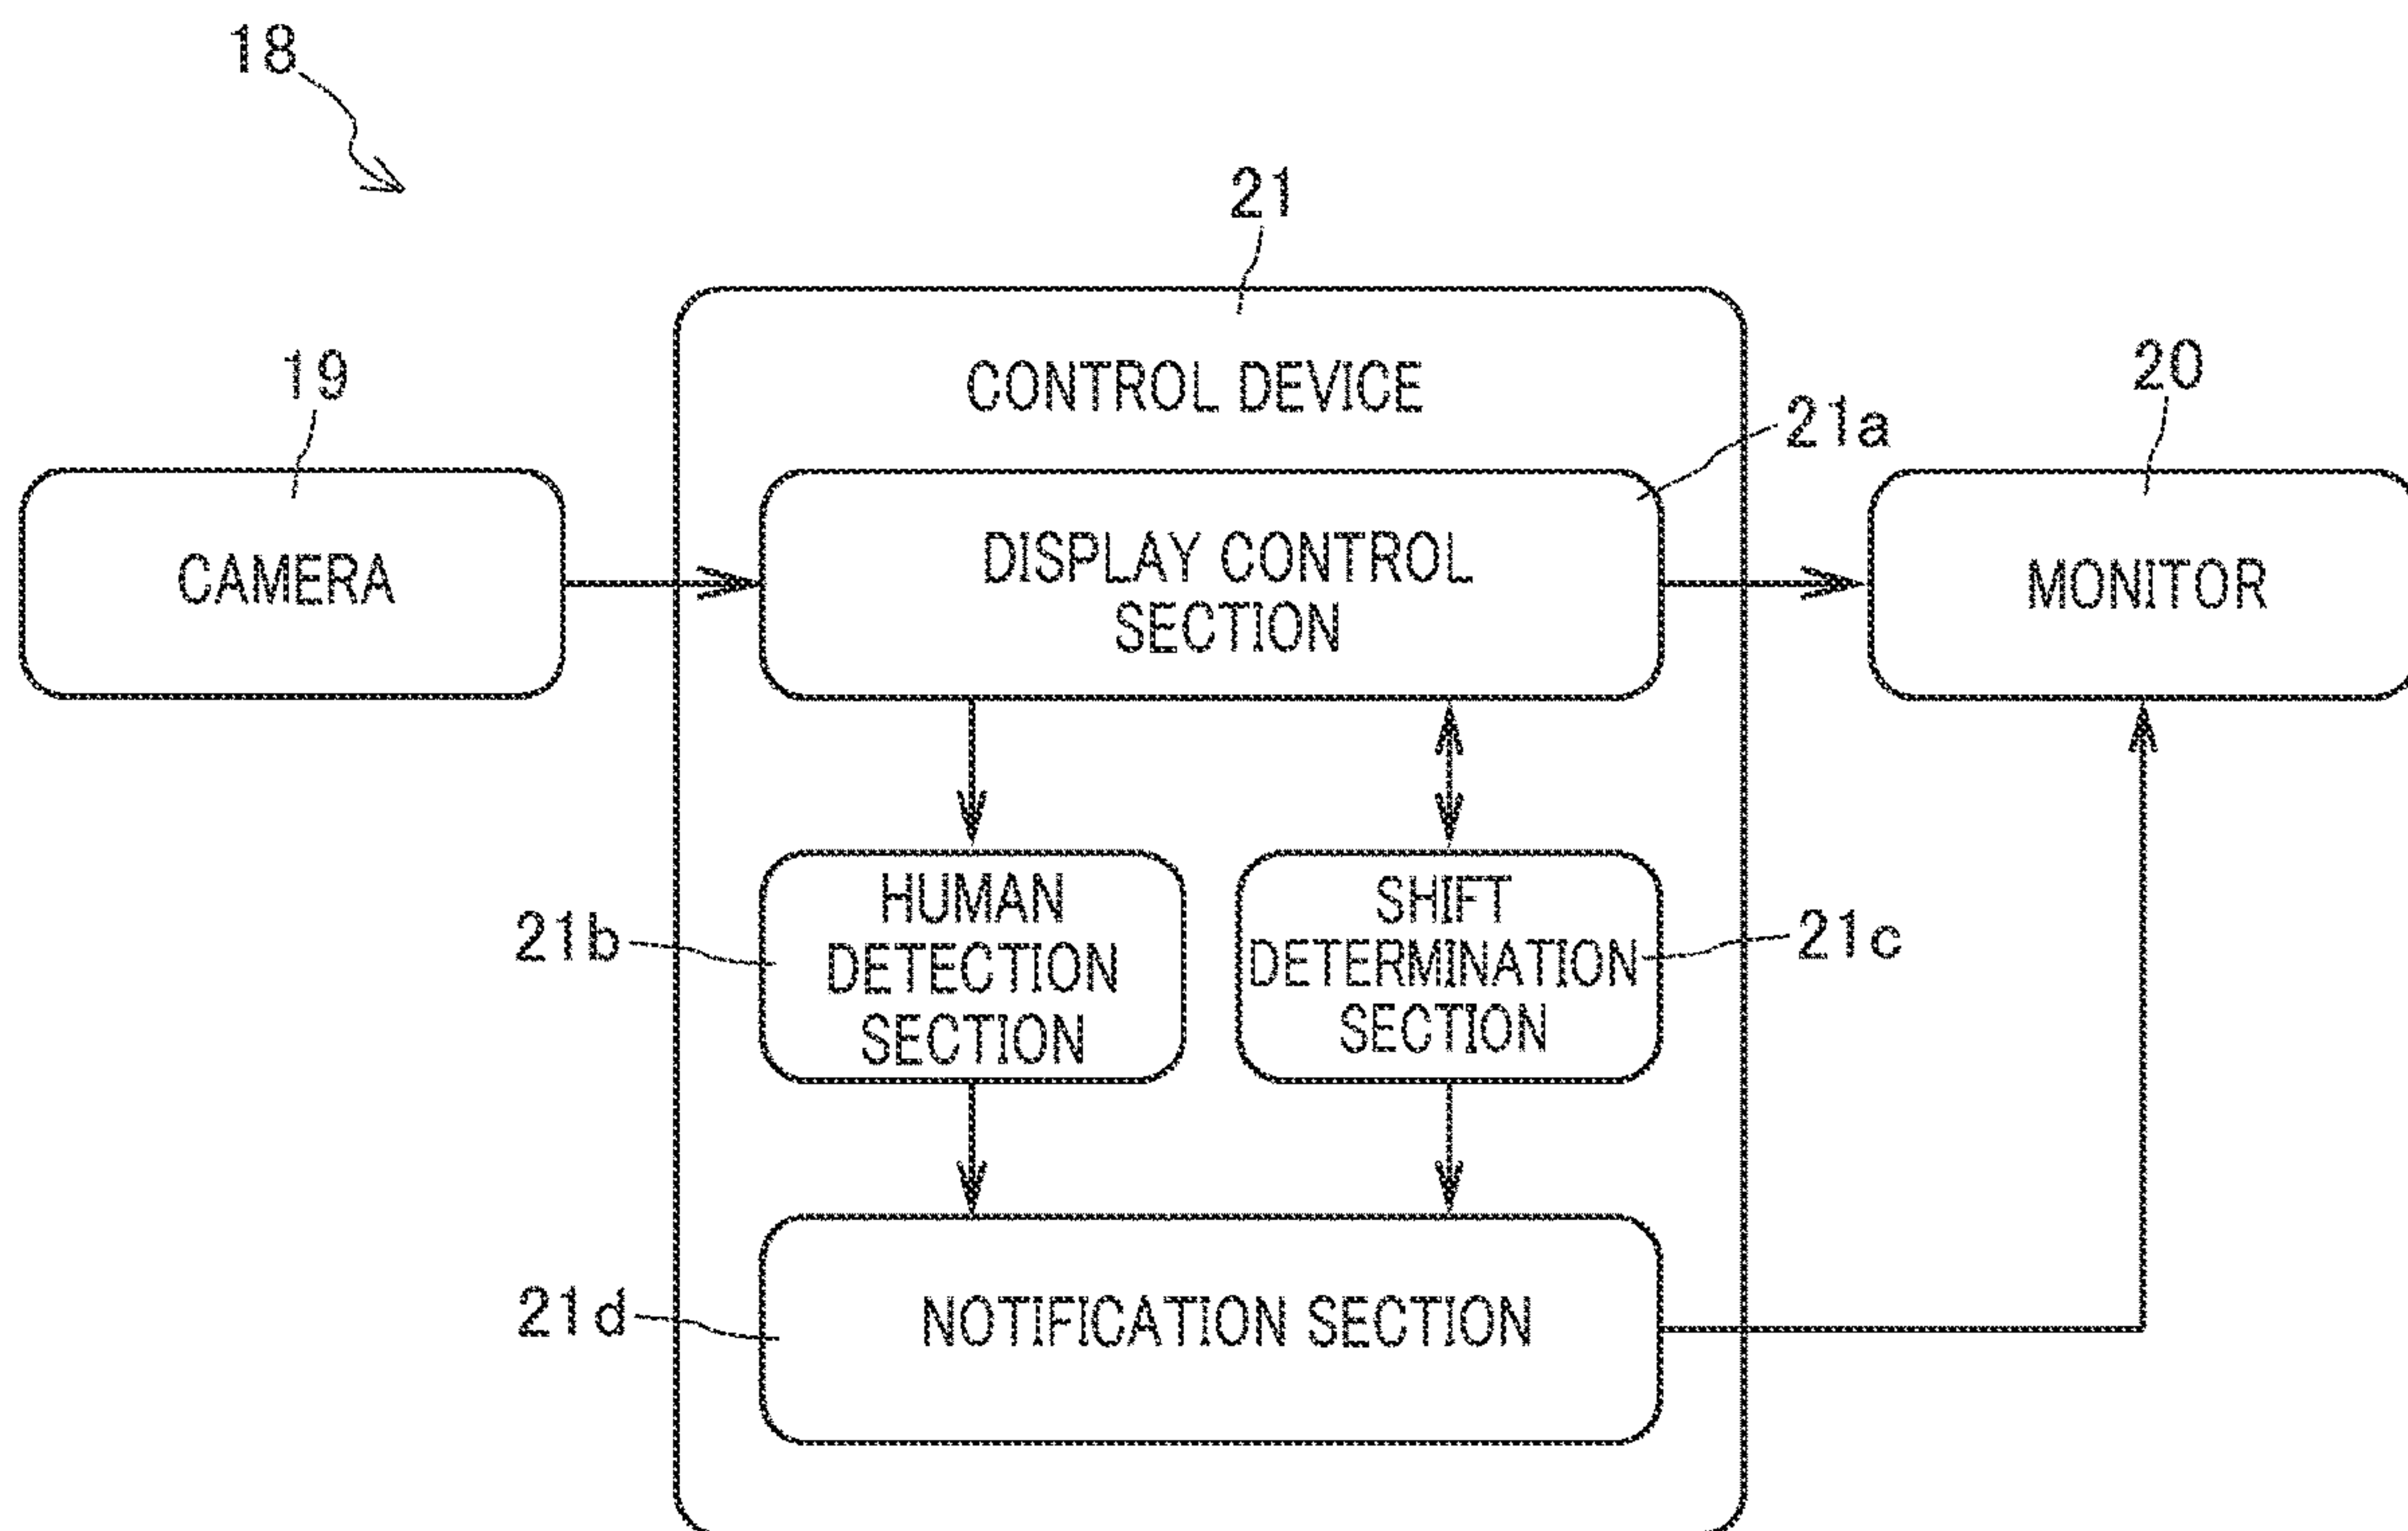 18
21
CONTROL DEVICE
19
20
21a
CAMERA
DISPLAY CONTROL
SECTION
MONITOR
HUMAN
DETECTION
SECTION
21b
SHIFT
DETERMINATION
SECTION
21c
21d
NOTIFICATION SECTION